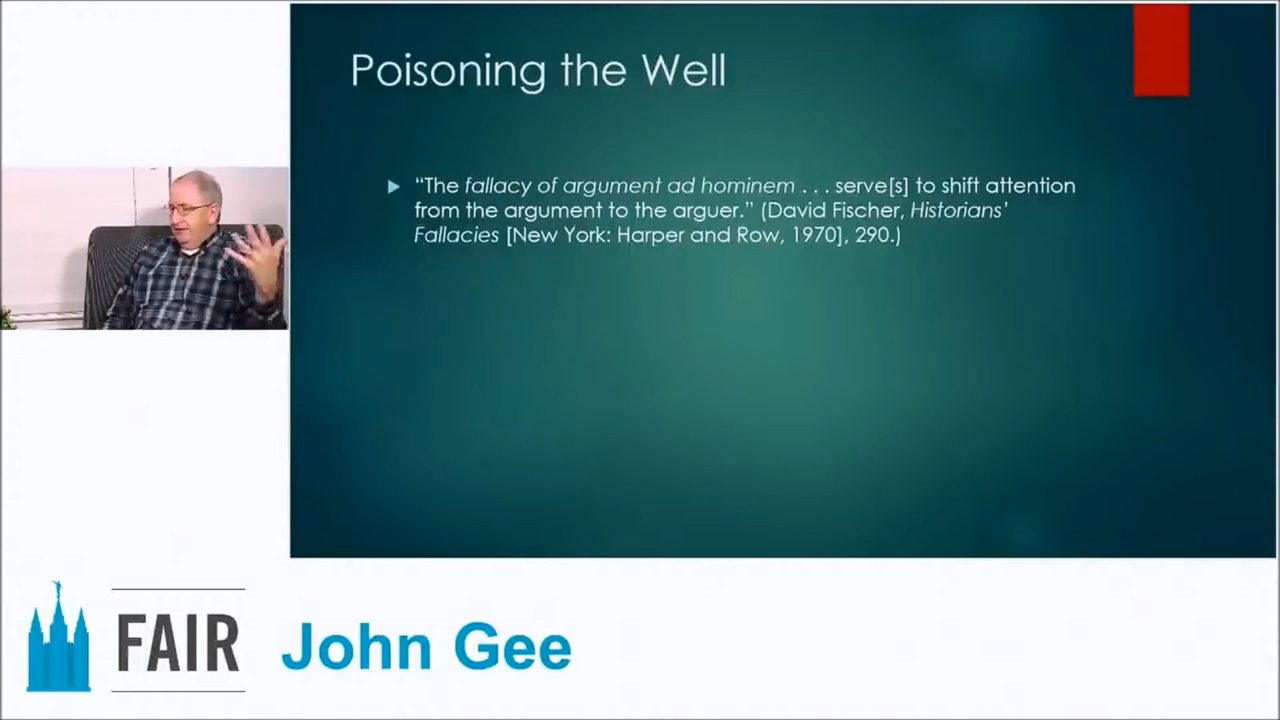 Poisoning the Well
“The fallacy of argument ad hominem . . . serve[s] to shift attention
from the argument to the arguer.” (David Fischer, Historians’
Fallacies [New York: Harper and Row, 1970], 290.)
FAIR
John Gee